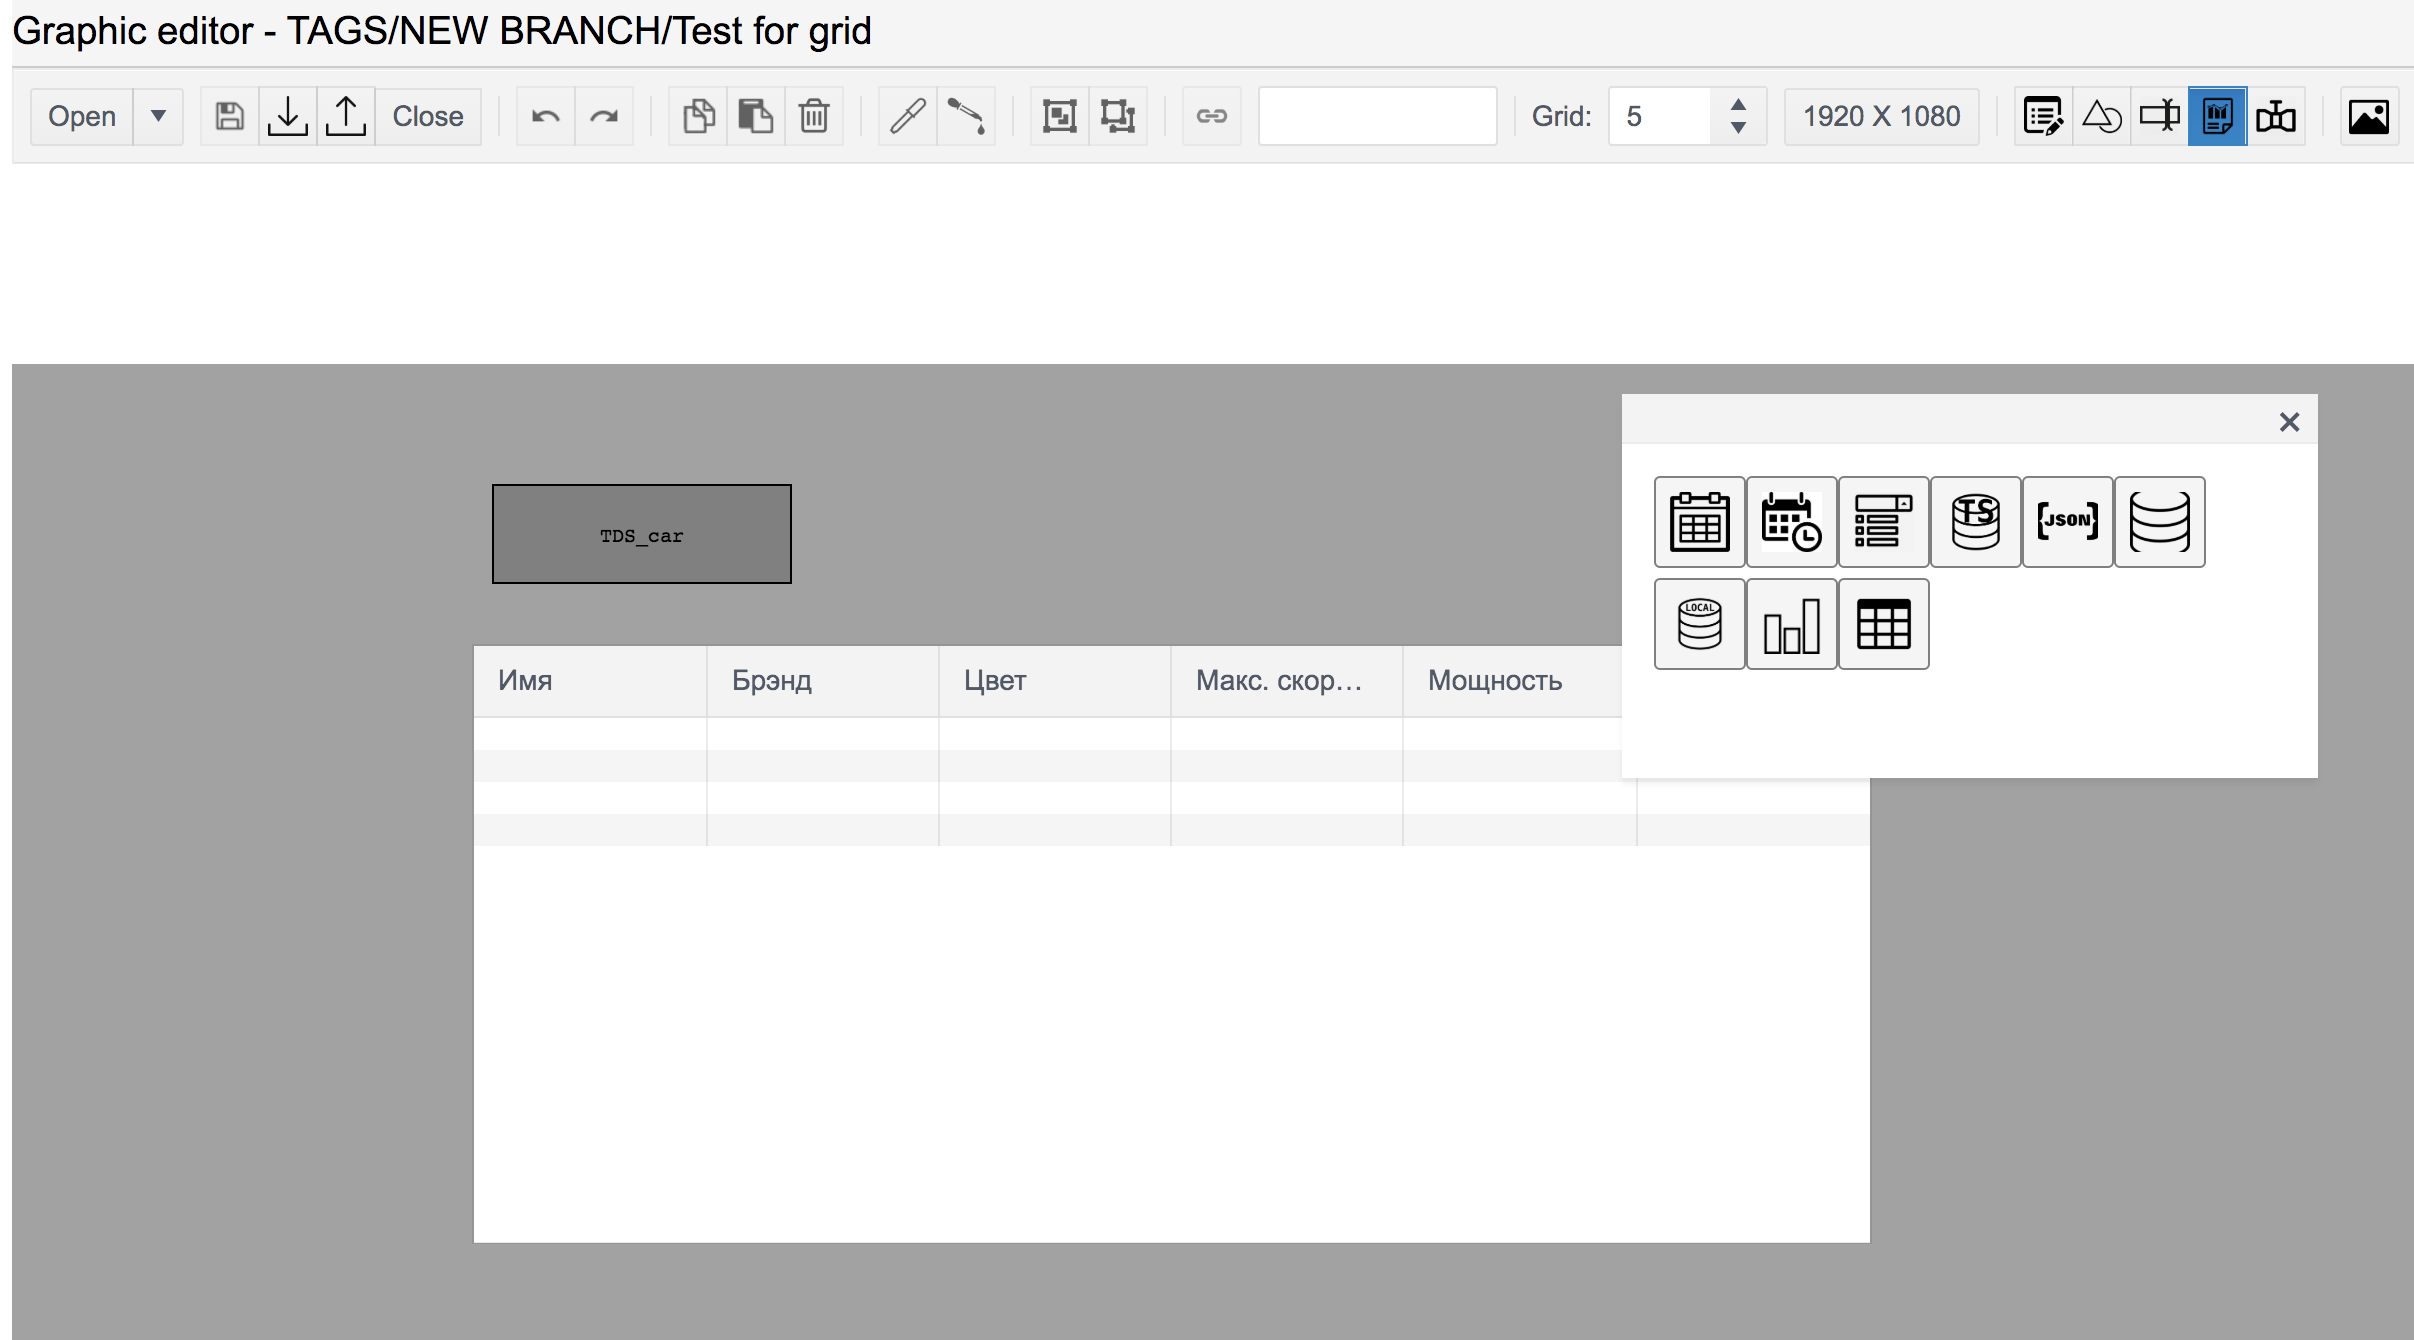 Graphic editor - TAGS/NEW BRANCH/Test for grid
Open Close Grid: 5 1920 X 1080
TDS_car
TS {JSON}
LOCAL
Имя Брэнд Цвет Макс. скор... Мощность